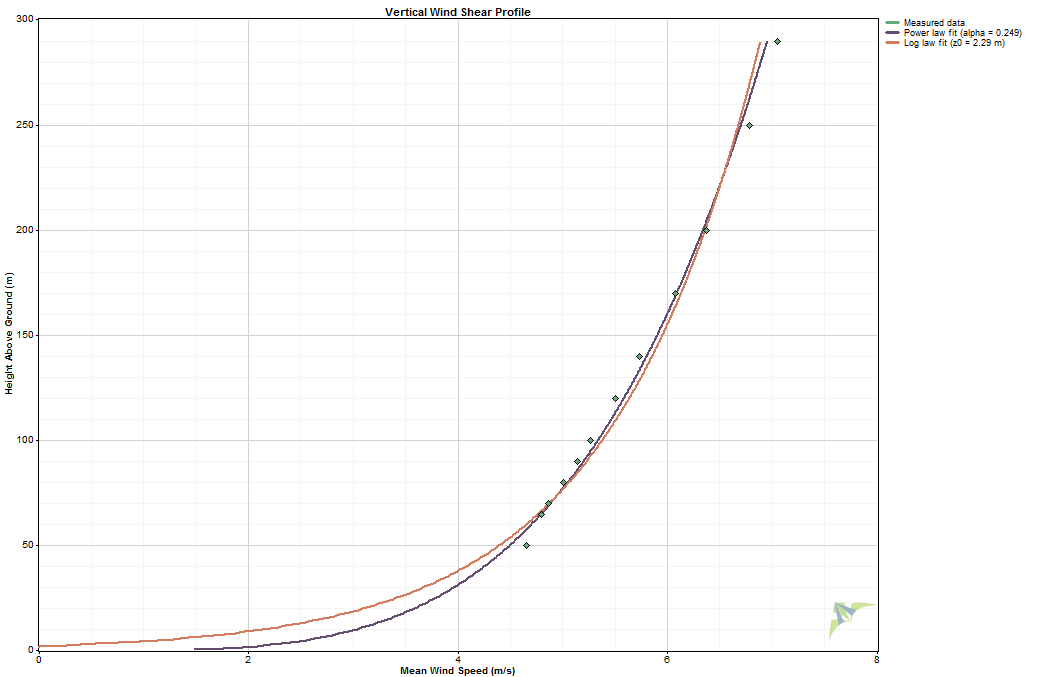 Vertical Wind Shear Profile
Measured data
Power law fit (alpha = 0.249)
Log law fit (z0 = 2.29 m)
Height Above Ground (m)
300
250
200
150
100
50
0
0 2 4 6 8
Mean Wind Speed (m/s)